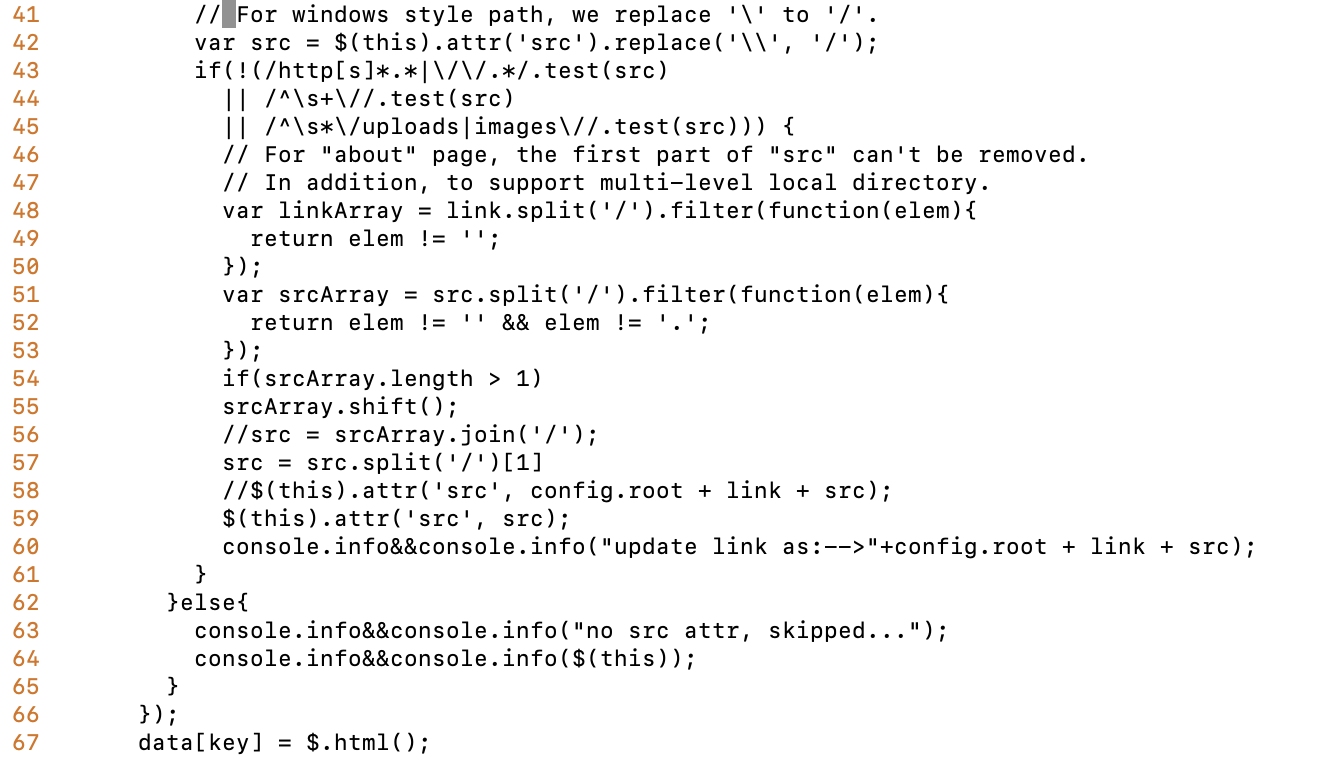 41 // For windows style path, we replace '\' to '/'.
42 var src = $(this).attr('src').replace('\\', '/');
43 if(!(/http[s]*.*|\/\/.*/.test(src)
44 || /^\s+\//.test(src)
45 || /^\s*\/uploads|images\//.test(src))) {
46 // For "about" page, the first part of "src" can't be removed.
47 // In addition, to support multi-level local directory.
48 var linkArray = link.split('/').filter(function(elem){
49 return elem != '';
50 });
51 var srcArray = src.split('/').filter(function(elem){
52 return elem != '' && elem != '.';
53 });
54 if(srcArray.length > 1)
55 srcArray.shift();
56 //src = srcArray.join('/');
57 src = src.split('/')[1]
58 //$(this).attr('src', config.root + link + src);
59 $(this).attr('src', src);
60 console.info&&console.info("update link as:-->"+config.root + link + src);
61 }
62 }else{
63 console.info&&console.info("no src attr, skipped...");
64 console.info&&console.info($(this));
65 }
66 });
67 data[key] = $.html();